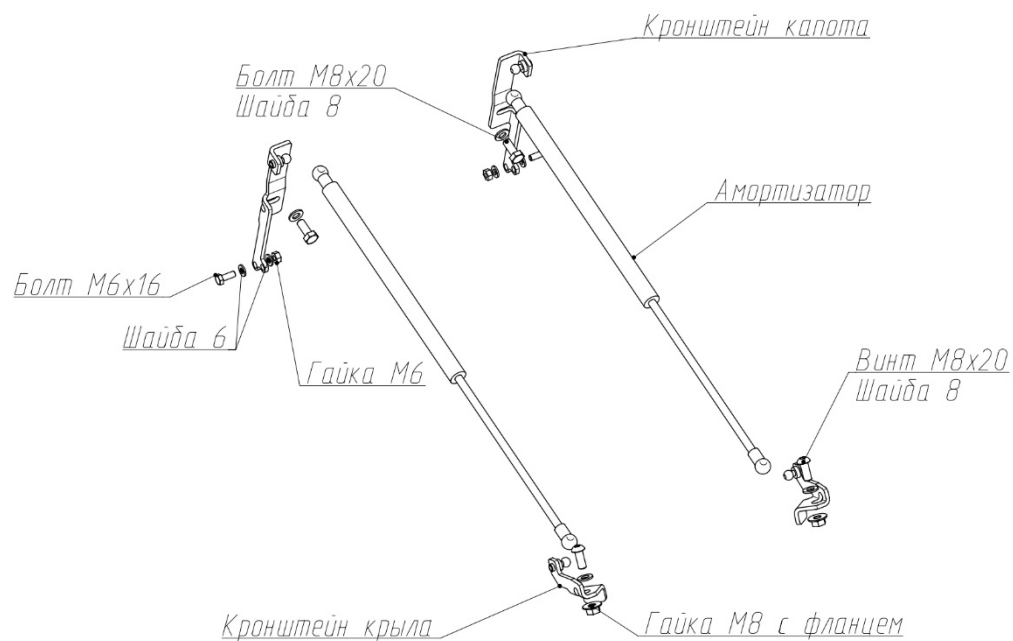 Кронштейн капота
Болт М8х20
Шайба 8
Амортизатор
Болт М6х16
Шайба 6
Гайка М6
Винт М8х20
Шайба 8
Кронштейн крыла
Гайка М8 с фланцем